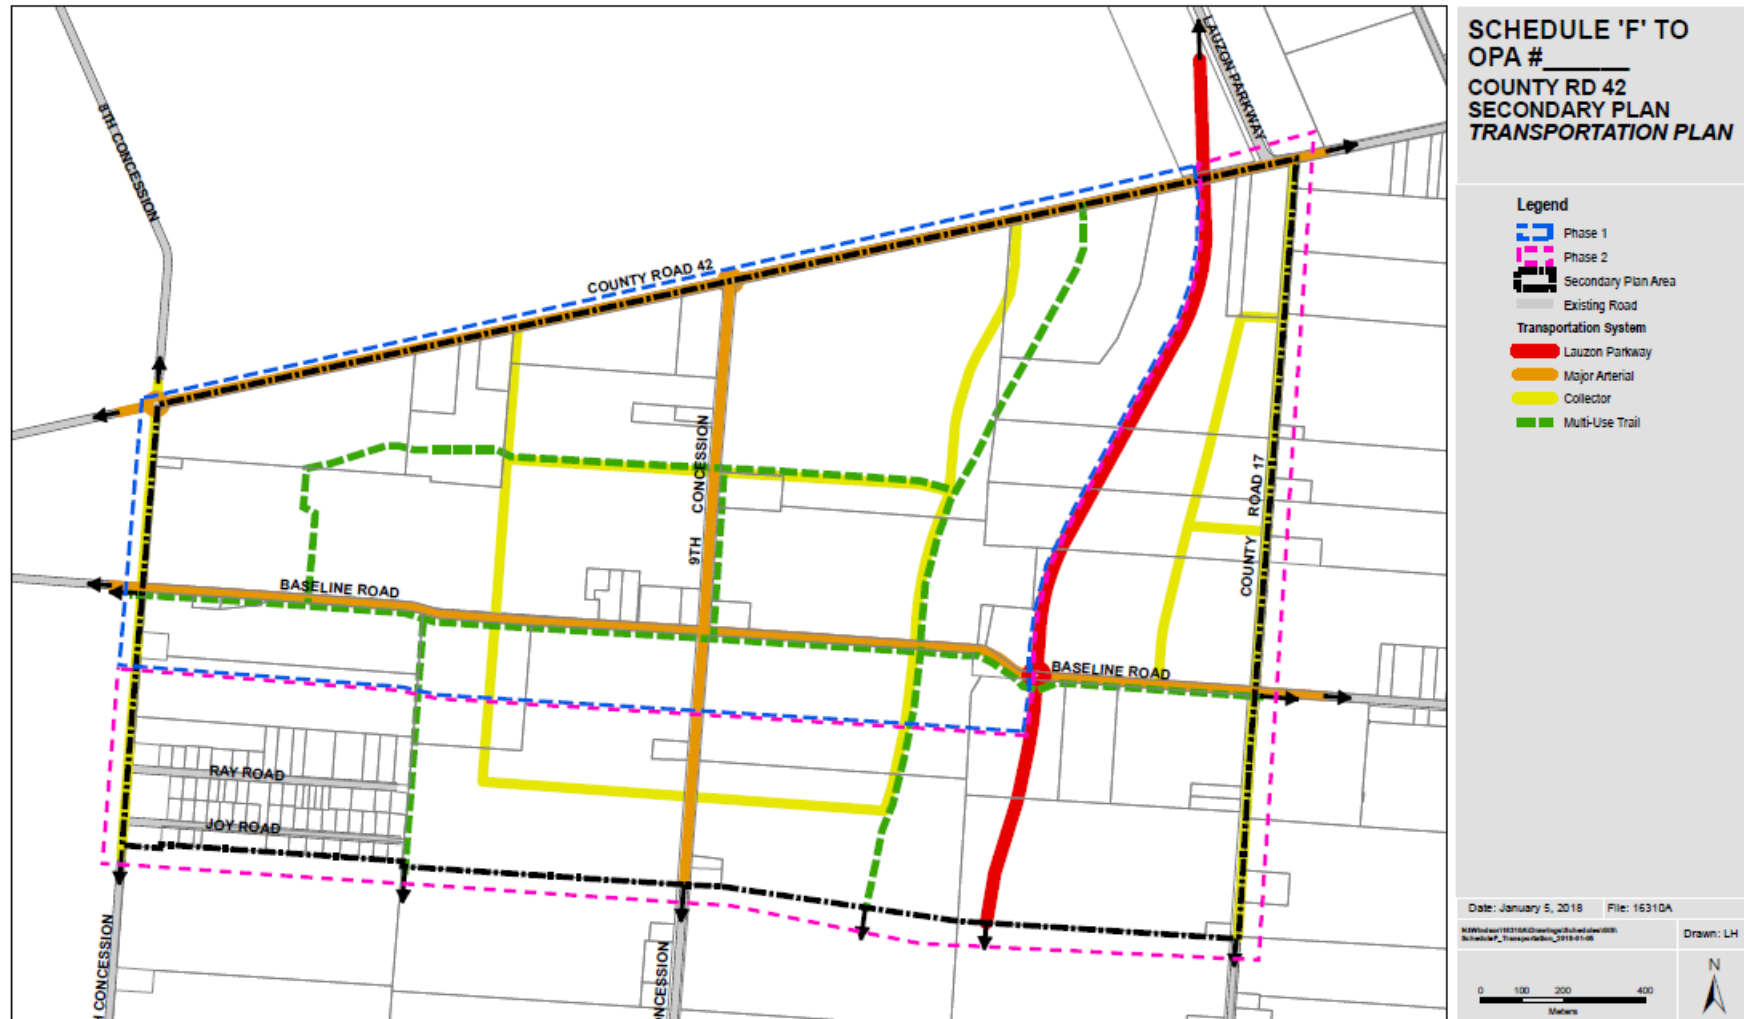 SCHEDULE 'F' TO
OPA #______
COUNTY RD 42
SECONDARY PLAN
TRANSPORTATION PLAN
Legend
Phase 1
Phase 2
Secondary Plan Area
Existing Road
Transportation System
Lauzon Parkway
Major Arterial
Collector
Multi-Use Trail
LAUZON PARKWAY
8TH CONCESSION
COUNTY ROAD 42
9TH CONCESSION
COUNTY ROAD 17
BASELINE ROAD
BASELINE ROAD
RAY ROAD
JOY ROAD
H CONCESSION
ONCESSION
Date: January 5, 2018
File: 16310A
Drawn: LH
N
0 100 200 400
Meters